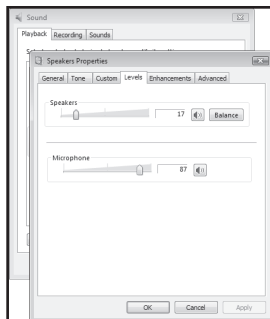 Sound
Playback Recording Sounds
Speakers Properties
General Tone Custom Levels Enhancements Advanced
Speakers
17 Balance
Microphone
87
OK Cancel Apply